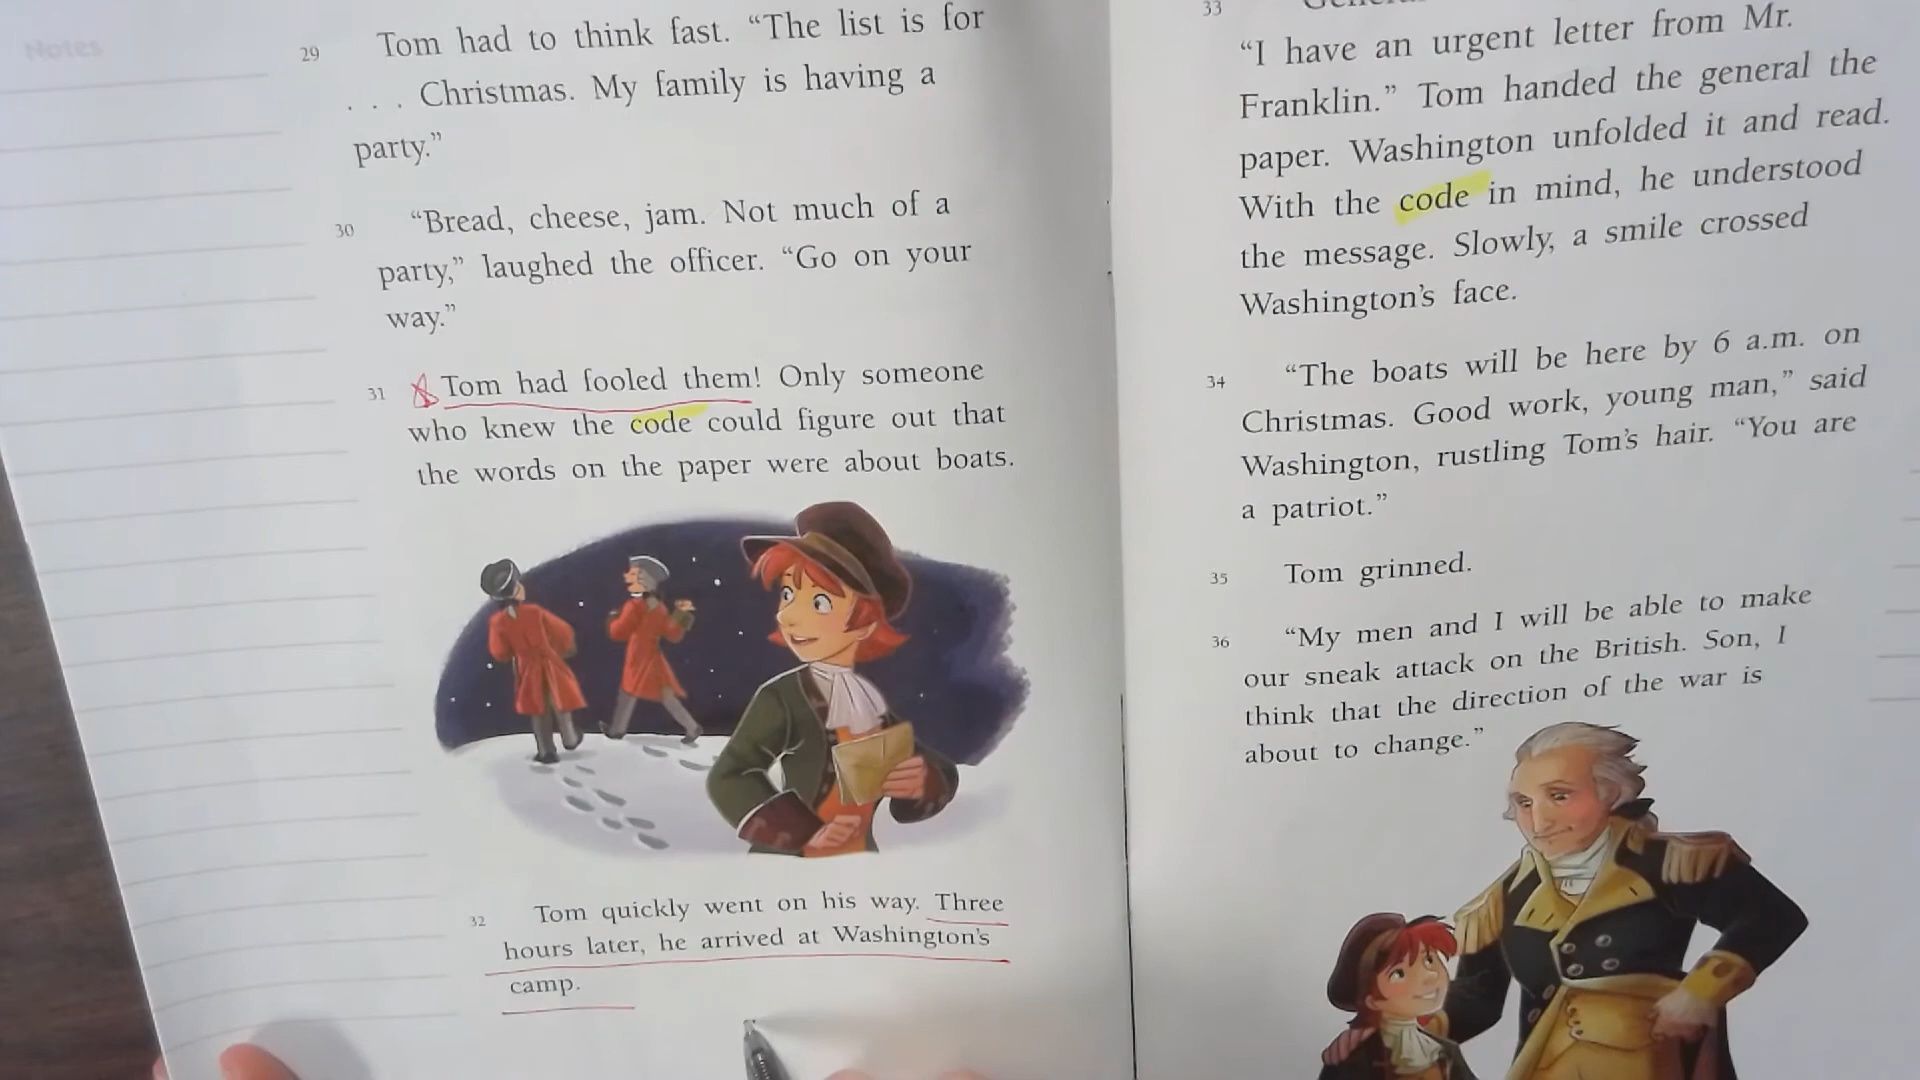 Notes
29 Tom had to think fast. “The list is for
. . . Christmas. My family is having a
party.”
30 “Bread, cheese, jam. Not much of a
party,” laughed the officer. “Go on your
way.”
31 Tom had fooled them! Only someone
who knew the code could figure out that
the words on the paper were about boats.
32 Tom quickly went on his way. Three
hours later, he arrived at Washington’s
camp.
33
“I have an urgent letter from Mr.
Franklin.” Tom handed the general the
paper. Washington unfolded it and read.
With the code in mind, he understood
the message. Slowly, a smile crossed
Washington’s face.
34 “The boats will be here by 6 a.m. on
Christmas. Good work, young man,” said
Washington, rustling Tom’s hair. “You are
a patriot.”
35 Tom grinned.
36 “My men and I will be able to make
our sneak attack on the British. Son, I
think that the direction of the war is
about to change.”